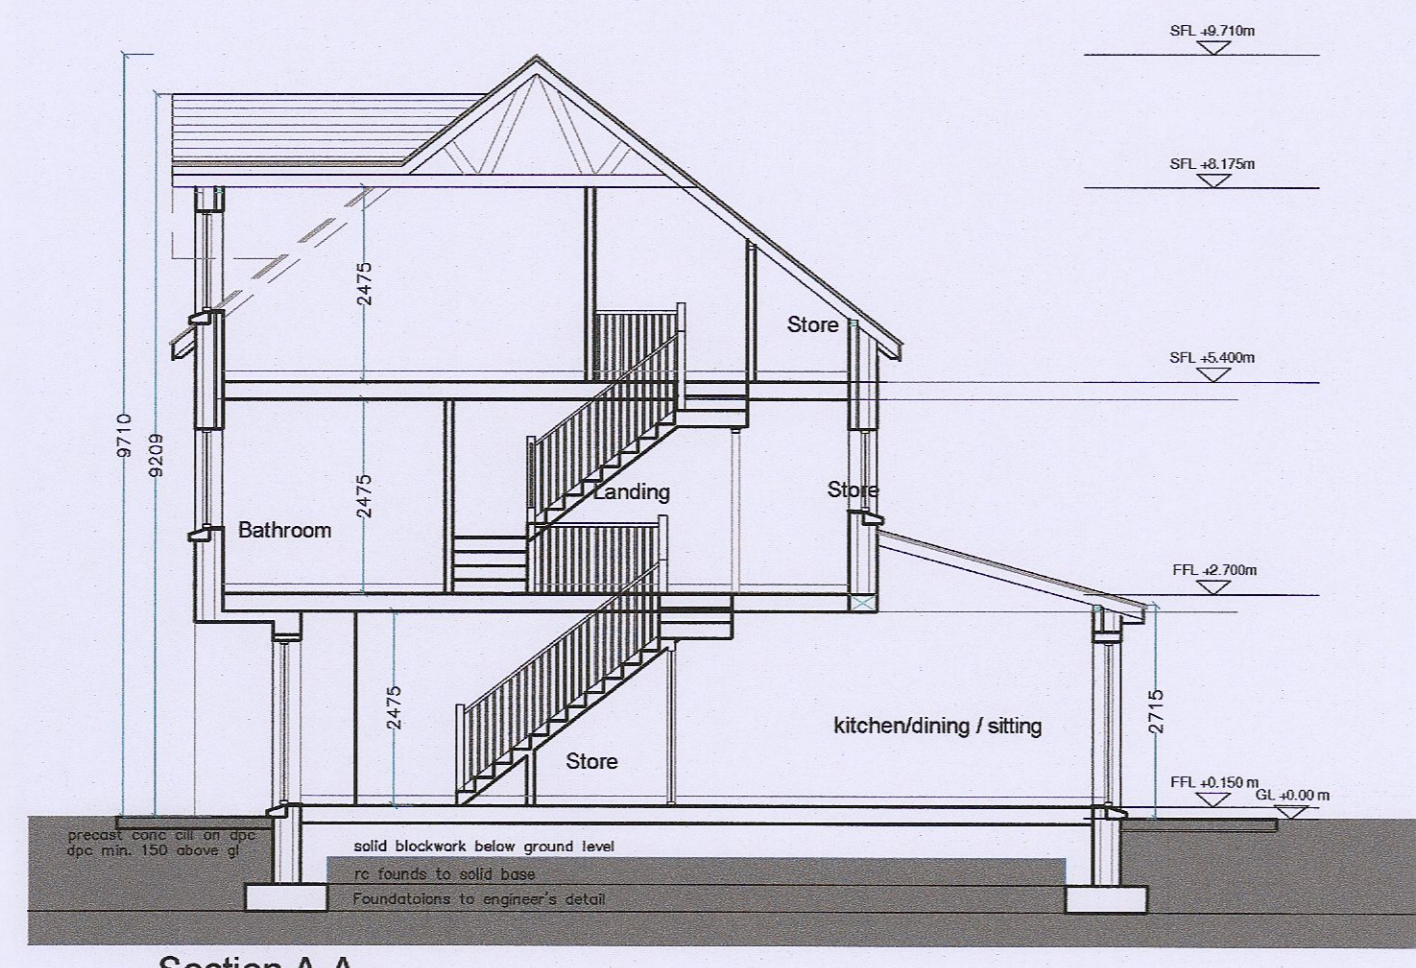 SFL +9.710m
SFL +8.175m
2475
Store
SFL +5.400m
9710
9209
2475
Landing
Store
Bathroom
FFL +2.700m
2475
2715
kitchen/dining / sitting
Store
FFL +0.150 m
GL +0.00 m
precast conc cill on dpc
dpc min. 150 above gl
solid blockwork below ground level
rc founds to solid base
Foundatoions to engineer's detail
Section A-A